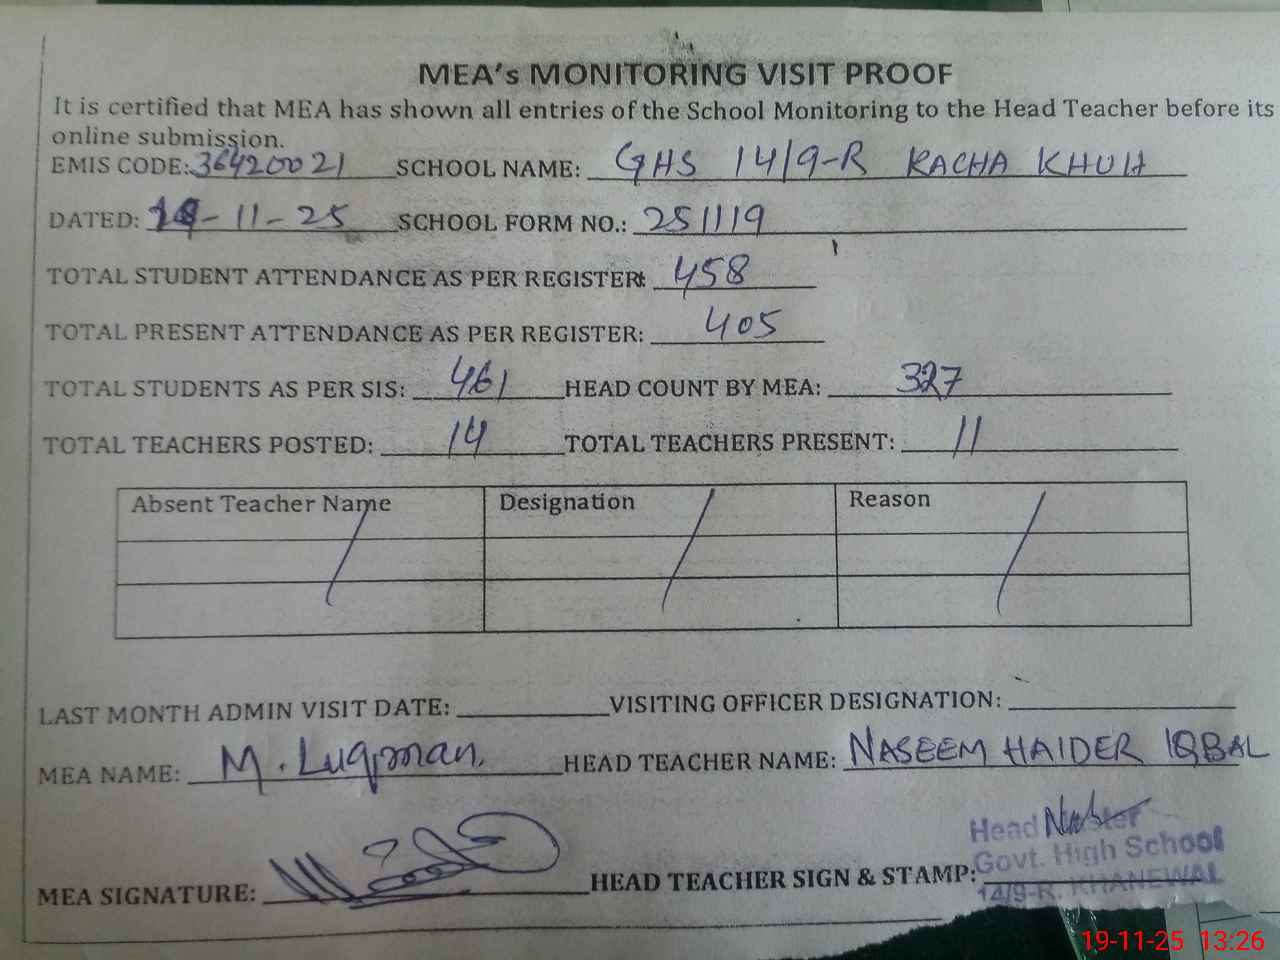 MEA's MONITORING VISIT PROOF
It is certified that MEA has shown all entries of the School Monitoring to the Head Teacher before its
online submission.
EMIS CODE: 36420021 SCHOOL NAME: GHS 14/9-R KACHA KHUH
DATED: -11-25 SCHOOL FORM NO.: 251119
TOTAL STUDENT ATTENDANCE AS PER REGISTER: 458
TOTAL PRESENT ATTENDANCE AS PER REGISTER: 405
TOTAL STUDENTS AS PER SIS: 461 HEAD COUNT BY MEA: 327
TOTAL TEACHERS POSTED: 14 TOTAL TEACHERS PRESENT: 11
Absent Teacher Name Designation Reason
LAST MONTH ADMIN VISIT DATE: VISITING OFFICER DESIGNATION:
MEA NAME: M. Luqman HEAD TEACHER NAME: NASEEM HAIDER IQBAL
Head Master
Govt. High School
MEA SIGNATURE: HEAD TEACHER SIGN & STAMP:
14/9-R. KHANEWAL
19-11-25 13:26